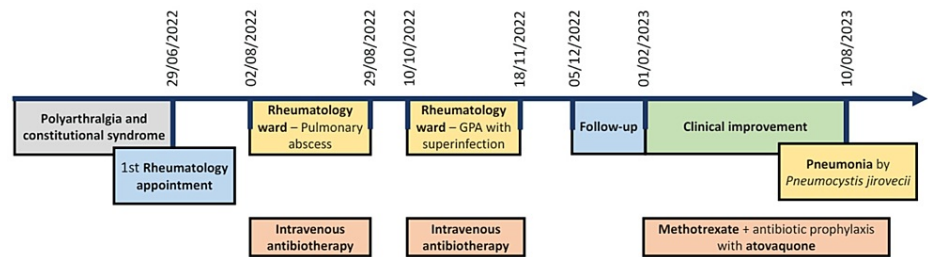 29/06/2022
02/08/2022
29/08/2022
10/10/2022
18/11/2022
05/12/2022
01/02/2023
10/08/2023
Polyarthralgia and
constitutional syndrome
1st Rheumatology
appointment
Rheumatology
ward – Pulmonary
abscess
Rheumatology
ward – GPA with
superinfection
Follow-up
Clinical improvement
Pneumonia by
Pneumocystis jirovecii
Intravenous
antibiotherapy
Intravenous
antibiotherapy
Methotrexate + antibiotic prophylaxis
with atovaquone